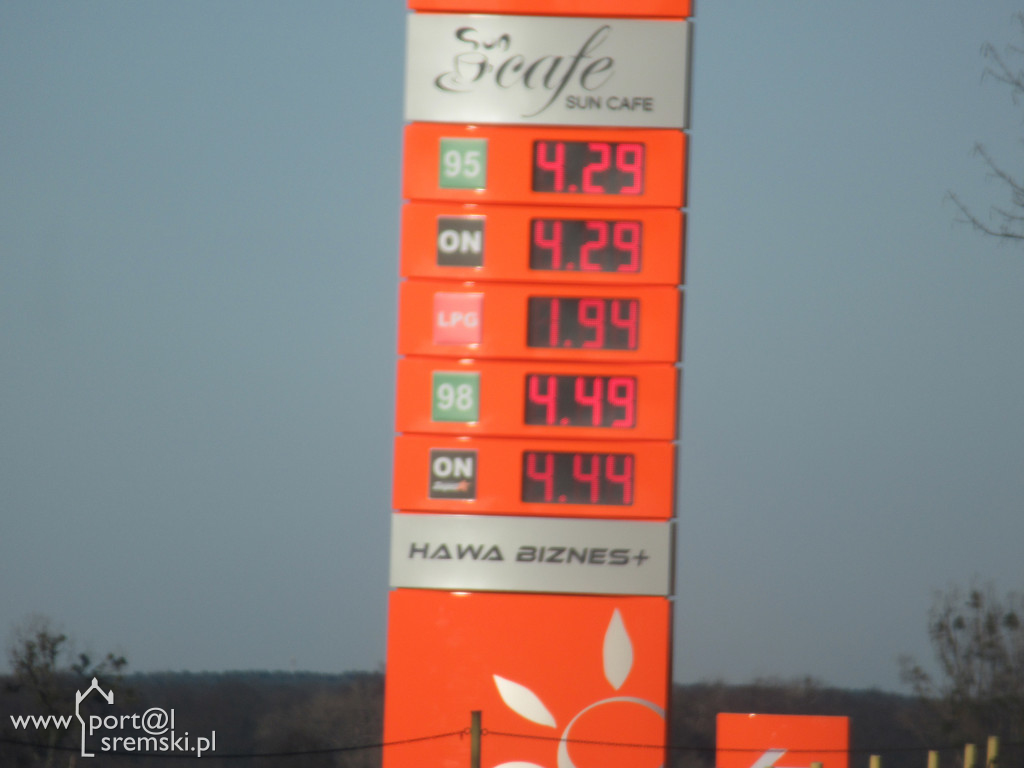 cafe
SUN CAFE
95 4.29
ON 4.29
LPG 1.94
98 4.49
ON 4.44
HAWA BIZNES+
www.port@l
sremski.pl